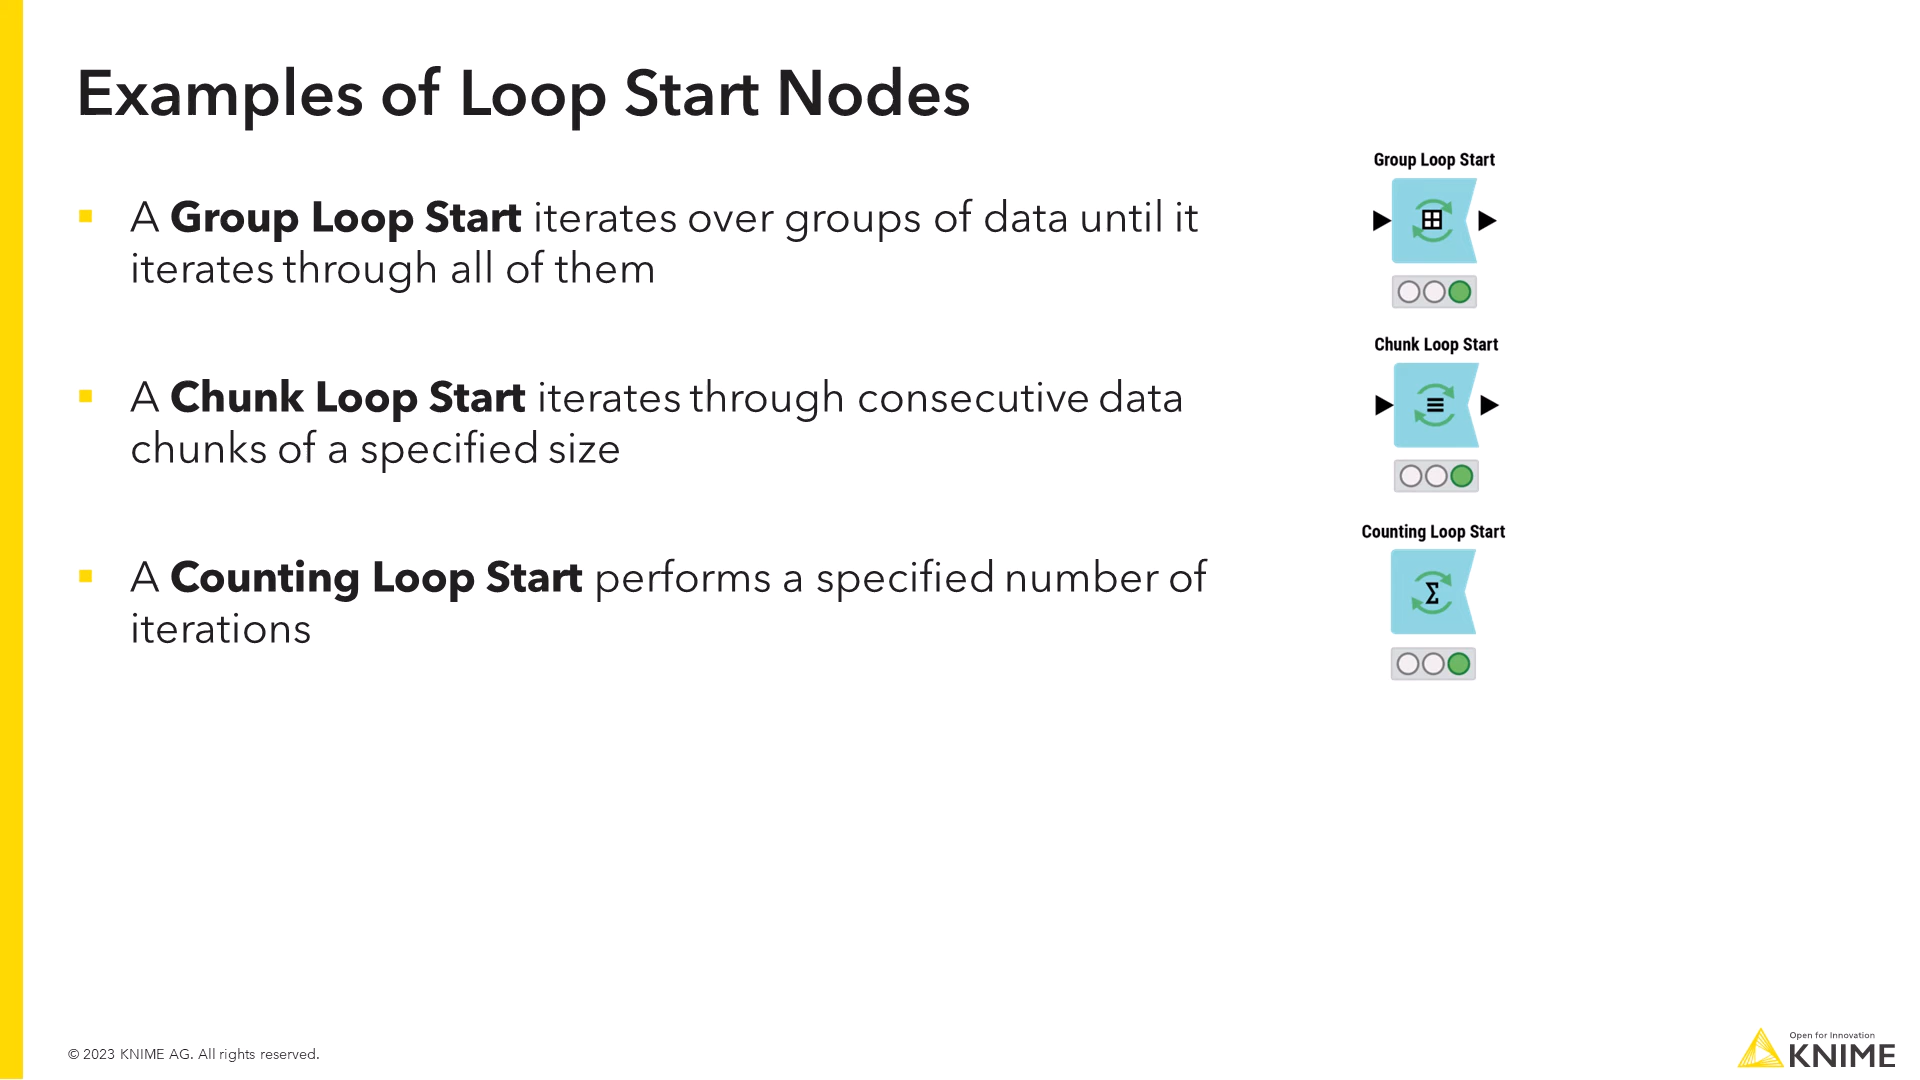 Examples of Loop Start Nodes
A Group Loop Start iterates over groups of data until it
iterates through all of them
A Chunk Loop Start iterates through consecutive data
chunks of a specified size
A Counting Loop Start performs a specified number of
iterations
Group Loop Start
Chunk Loop Start
Counting Loop Start
Σ
© 2023 KNIME AG. All rights reserved.
Open for Innovation
KNIME